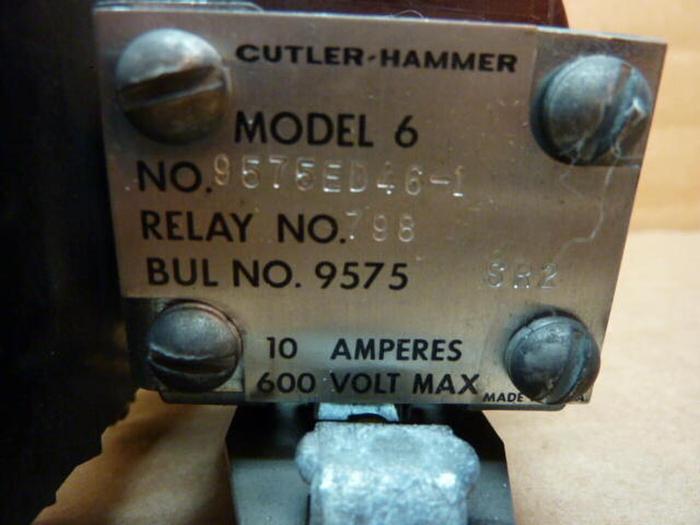 CUTLER-HAMMER
MODEL 6
NO. 9575ED46-1
RELAY NO. 798
BUL NO. 9575 SR2
10 AMPERES
600 VOLT MAX
MADE